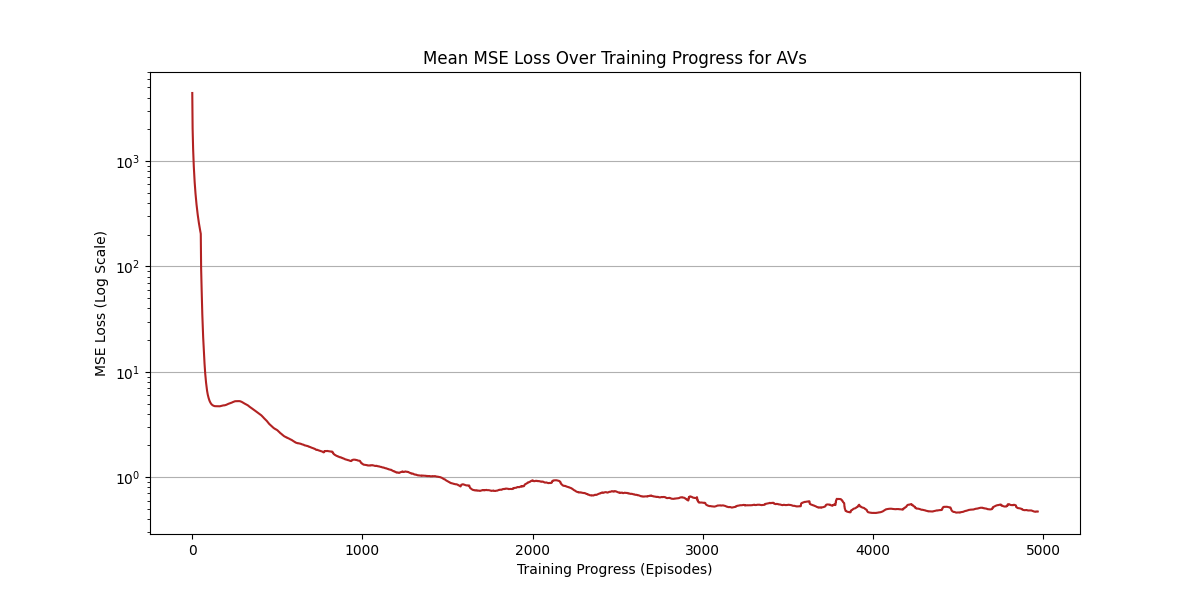 Mean MSE Loss Over Training Progress for AVs
MSE Loss (Log Scale)
10³
10²
10¹
10⁰
0 1000 2000 3000 4000 5000
Training Progress (Episodes)